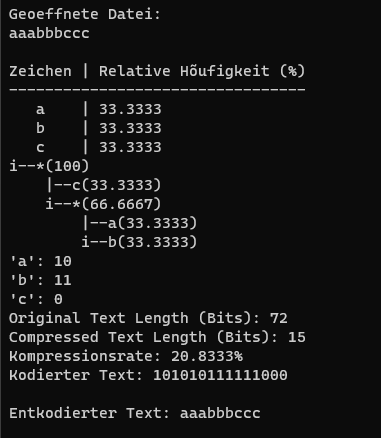 Geoeffnete Datei:
aaabbbccc
Zeichen | Relative Hõufigkeit (%)
---------------------------------
   a    | 33.3333
   b    | 33.3333
   c    | 33.3333
i--*(100)
    |--c(33.3333)
    i--*(66.6667)
        |--a(33.3333)
        i--b(33.3333)
'a': 10
'b': 11
'c': 0
Original Text Length (Bits): 72
Compressed Text Length (Bits): 15
Kompressionsrate: 20.8333%
Kodierter Text: 101010111111000
Entkodierter Text: aaabbbccc